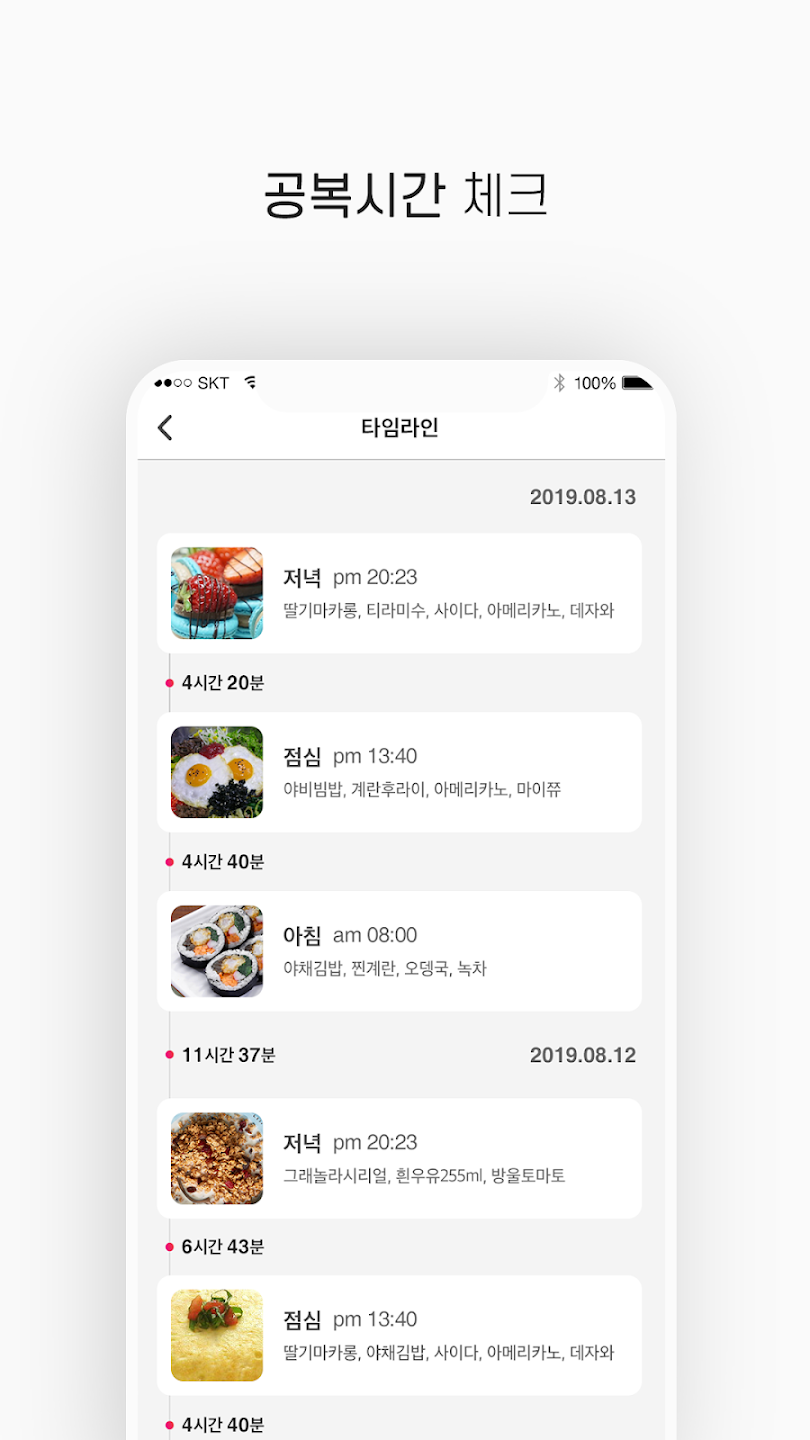 공복시간 체크
SKT 100%
타임라인
2019.08.13
저녁 pm 20:23
딸기마카롱, 티라미수, 사이다, 아메리카노, 데자와
4시간 20분
점심 pm 13:40
야비빔밥, 계란후라이, 아메리카노, 마이쮸
4시간 40분
아침 am 08:00
야채김밥, 찐계란, 오뎅국, 녹차
11시간 37분 2019.08.12
저녁 pm 20:23
그래놀라시리얼, 흰우유255ml, 방울토마토
6시간 43분
점심 pm 13:40
딸기마카롱, 야채김밥, 사이다, 아메리카노, 데자와
4시간 40분